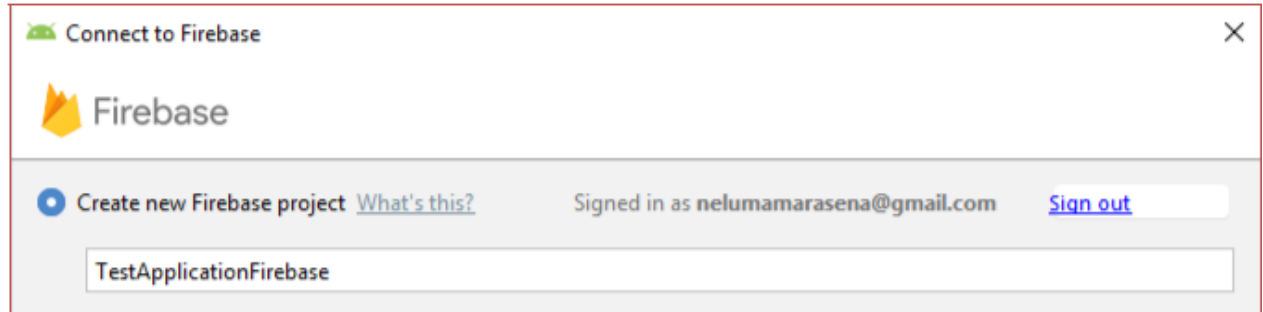 Connect to Firebase
Firebase
Create new Firebase project What's this? Signed in as nelumamarasena@gmail.com Sign out
TestApplicationFirebase